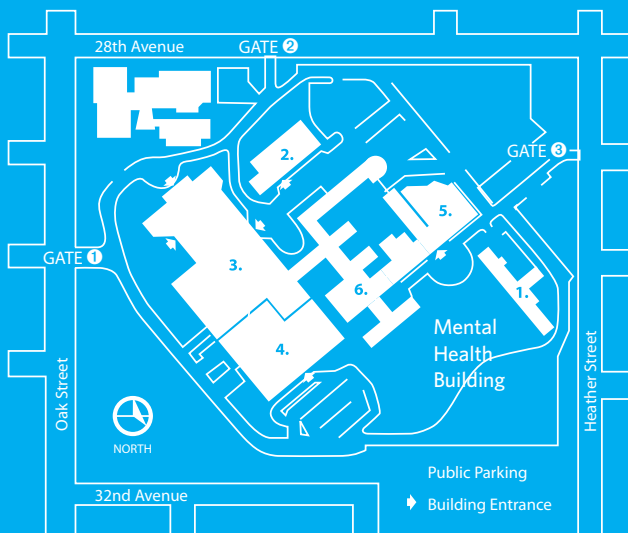 28th Avenue
GATE 2
GATE 3
2.
5.
GATE 1
3.
6.
1.
4.
Mental
Health
Building
Oak Street
Heather Street
NORTH
Public Parking
Building Entrance
32nd Avenue